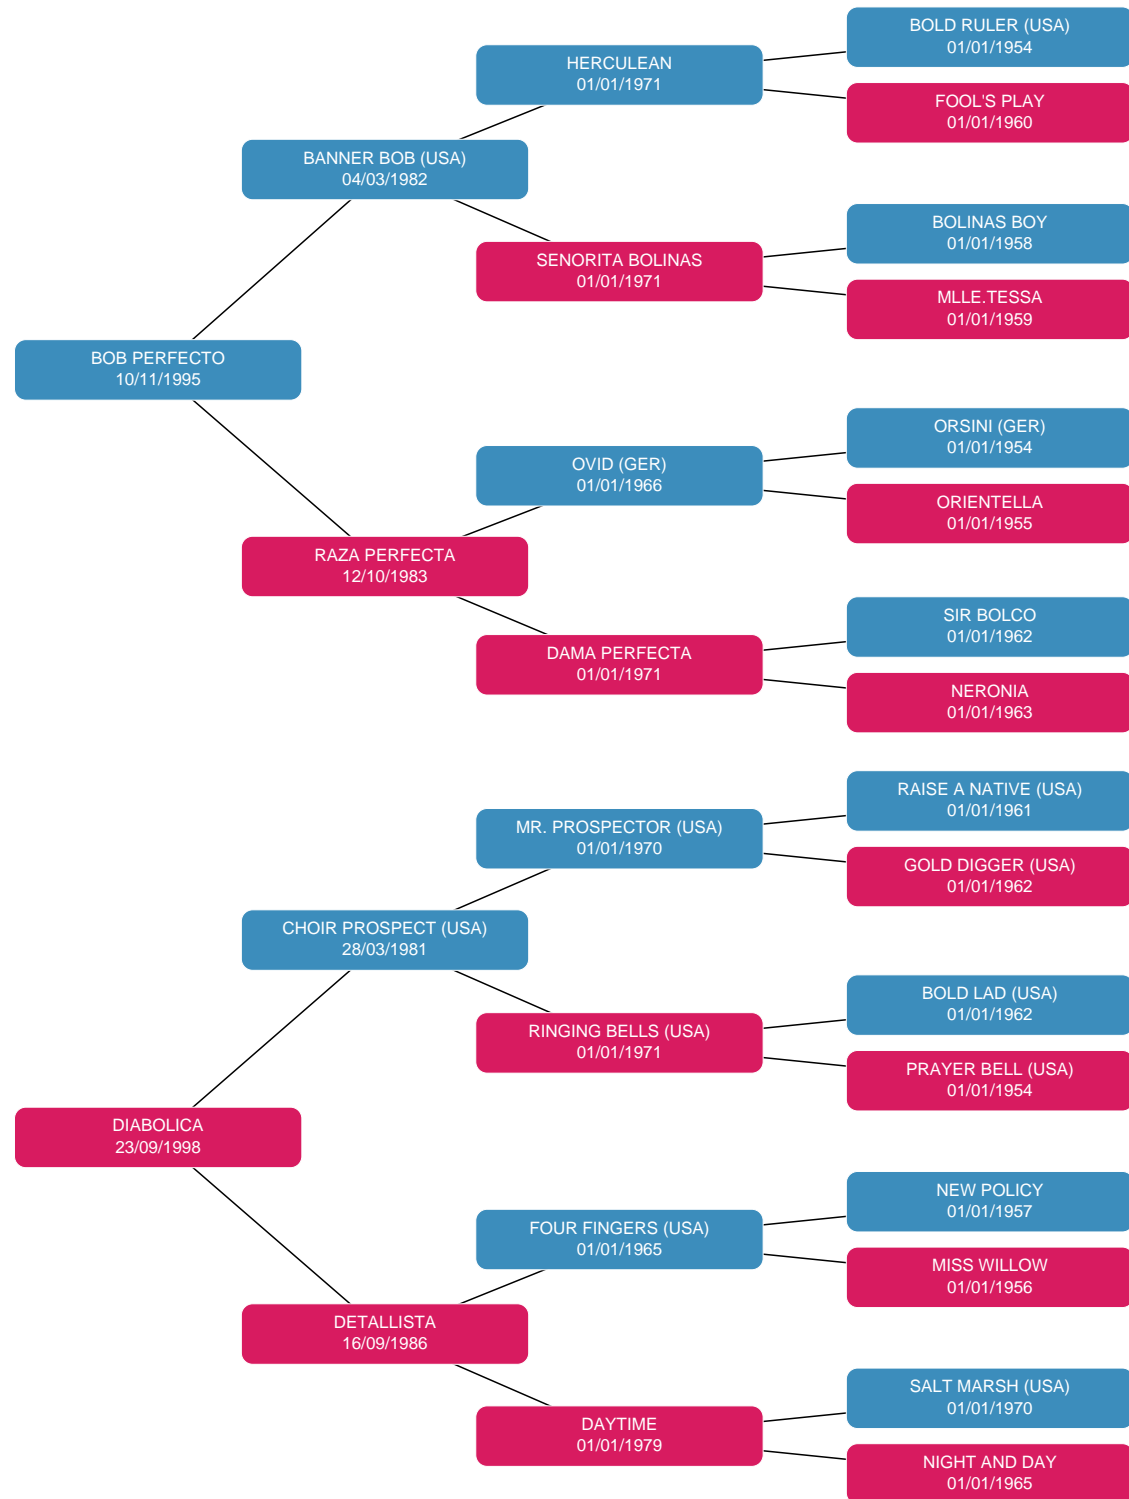 BOLD RULER (USA)
01/01/1954
HERCULEAN
01/01/1971
FOOL'S PLAY
01/01/1960
BANNER BOB (USA)
04/03/1982
BOLINAS BOY
01/01/1958
SENORITA BOLINAS
01/01/1971
MLLE.TESSA
01/01/1959
BOB PERFECTO
10/11/1995
ORSINI (GER)
01/01/1954
OVID (GER)
01/01/1966
ORIENTELLA
01/01/1955
RAZA PERFECTA
12/10/1983
SIR BOLCO
01/01/1962
DAMA PERFECTA
01/01/1971
NERONIA
01/01/1963
RAISE A NATIVE (USA)
01/01/1961
MR. PROSPECTOR (USA)
01/01/1970
GOLD DIGGER (USA)
01/01/1962
CHOIR PROSPECT (USA)
28/03/1981
BOLD LAD (USA)
01/01/1962
RINGING BELLS (USA)
01/01/1971
PRAYER BELL (USA)
01/01/1954
DIABOLICA
23/09/1998
NEW POLICY
01/01/1957
FOUR FINGERS (USA)
01/01/1965
MISS WILLOW
01/01/1956
DETALLISTA
16/09/1986
SALT MARSH (USA)
01/01/1970
DAYTIME
01/01/1979
NIGHT AND DAY
01/01/1965